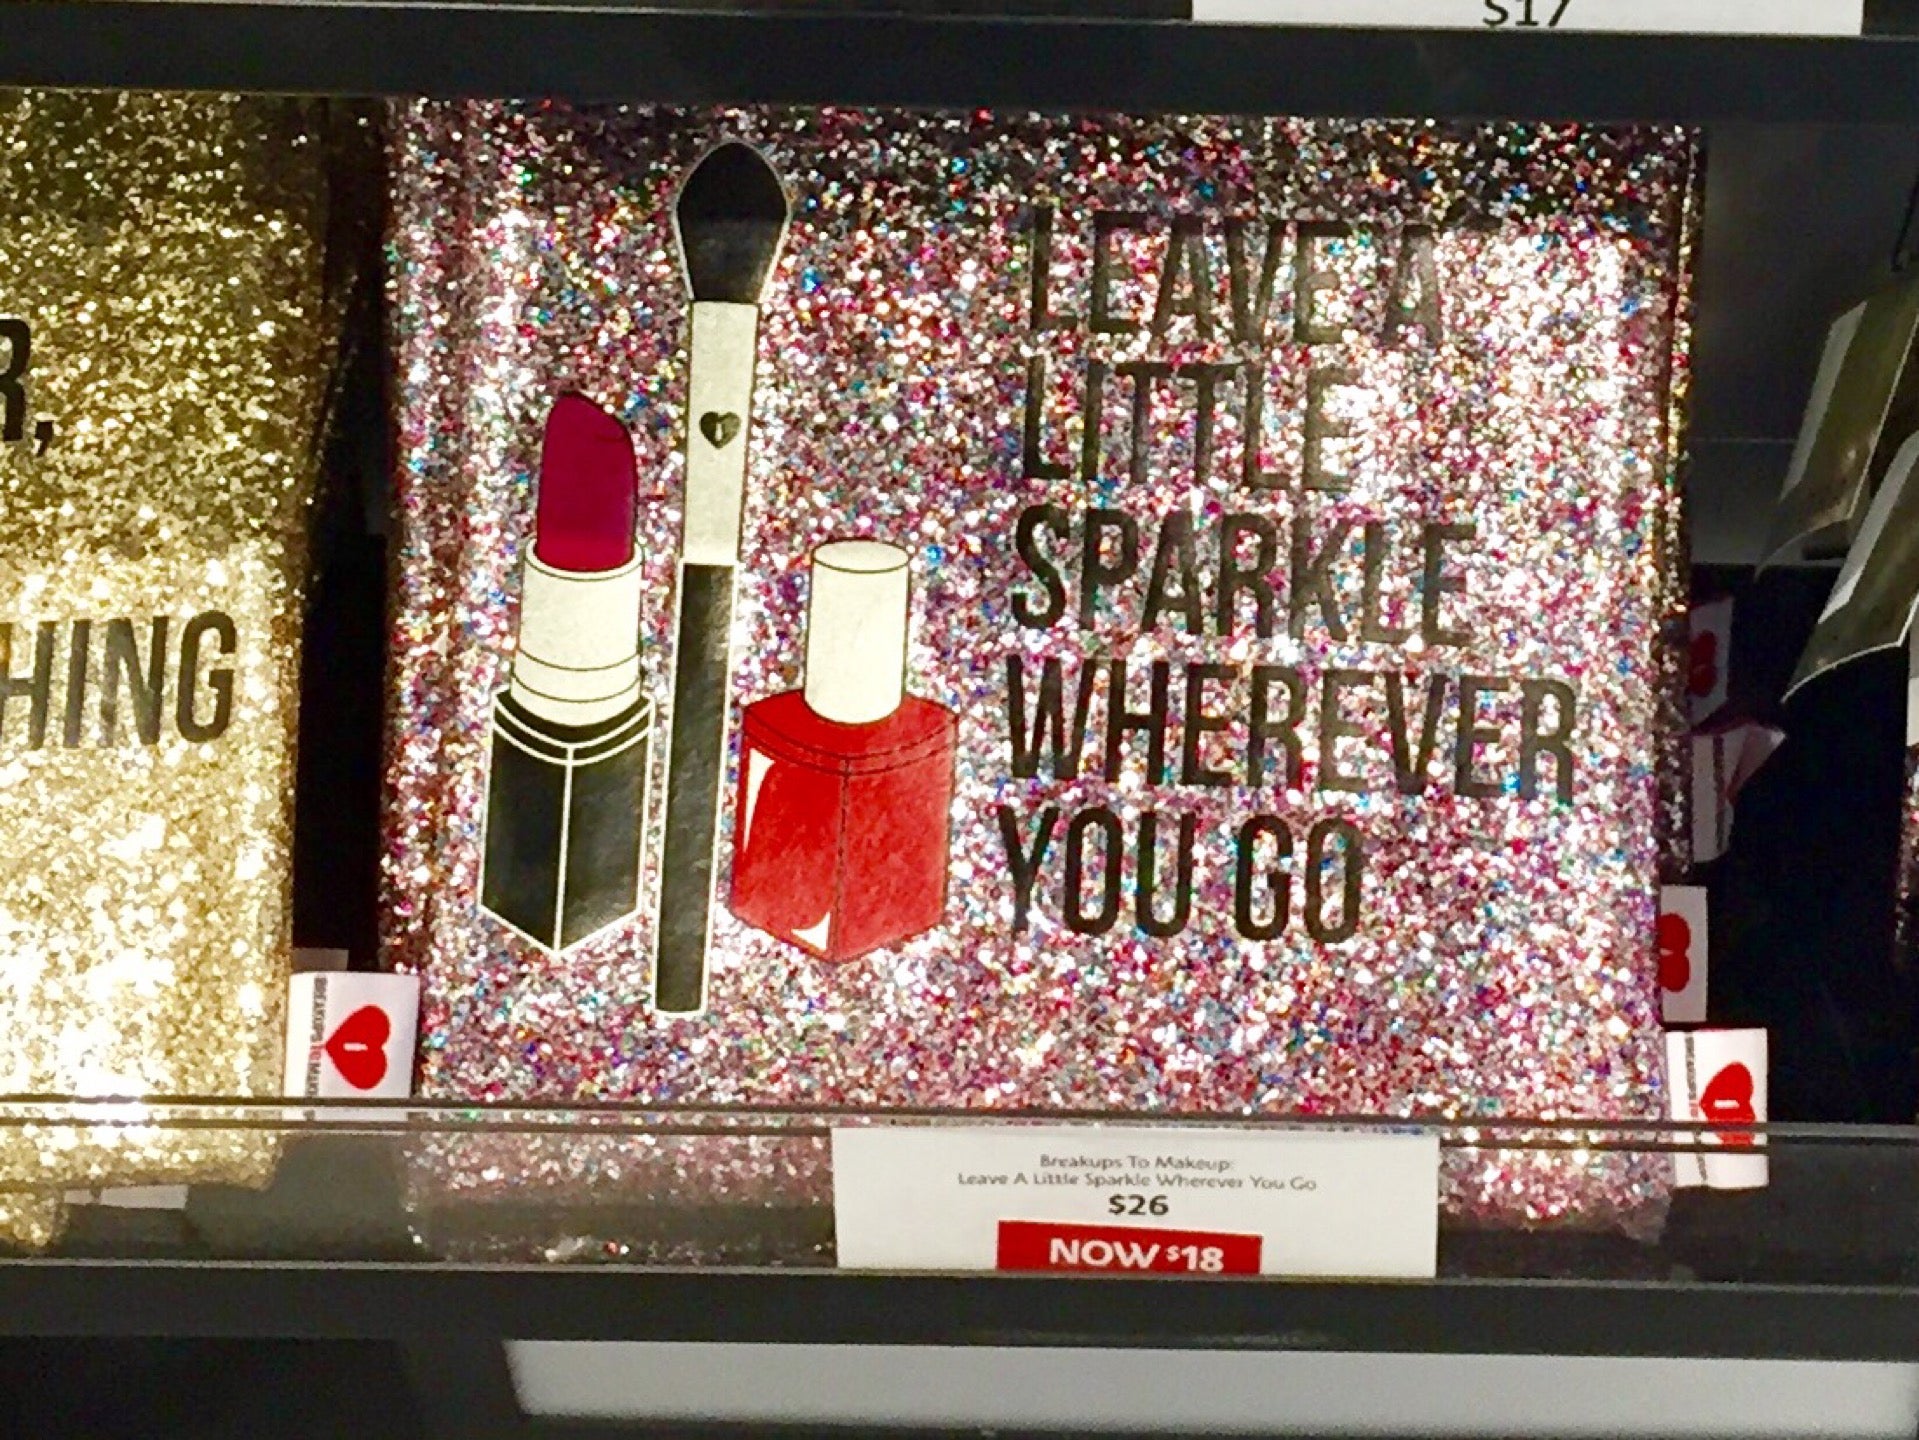 $17
R,
HING
LEAVE A
LITTLE
SPARKLE
WHEREVER
YOU GO
Breakups To Makeup:
Leave A Little Sparkle Wherever You Go
$26
NOW $18